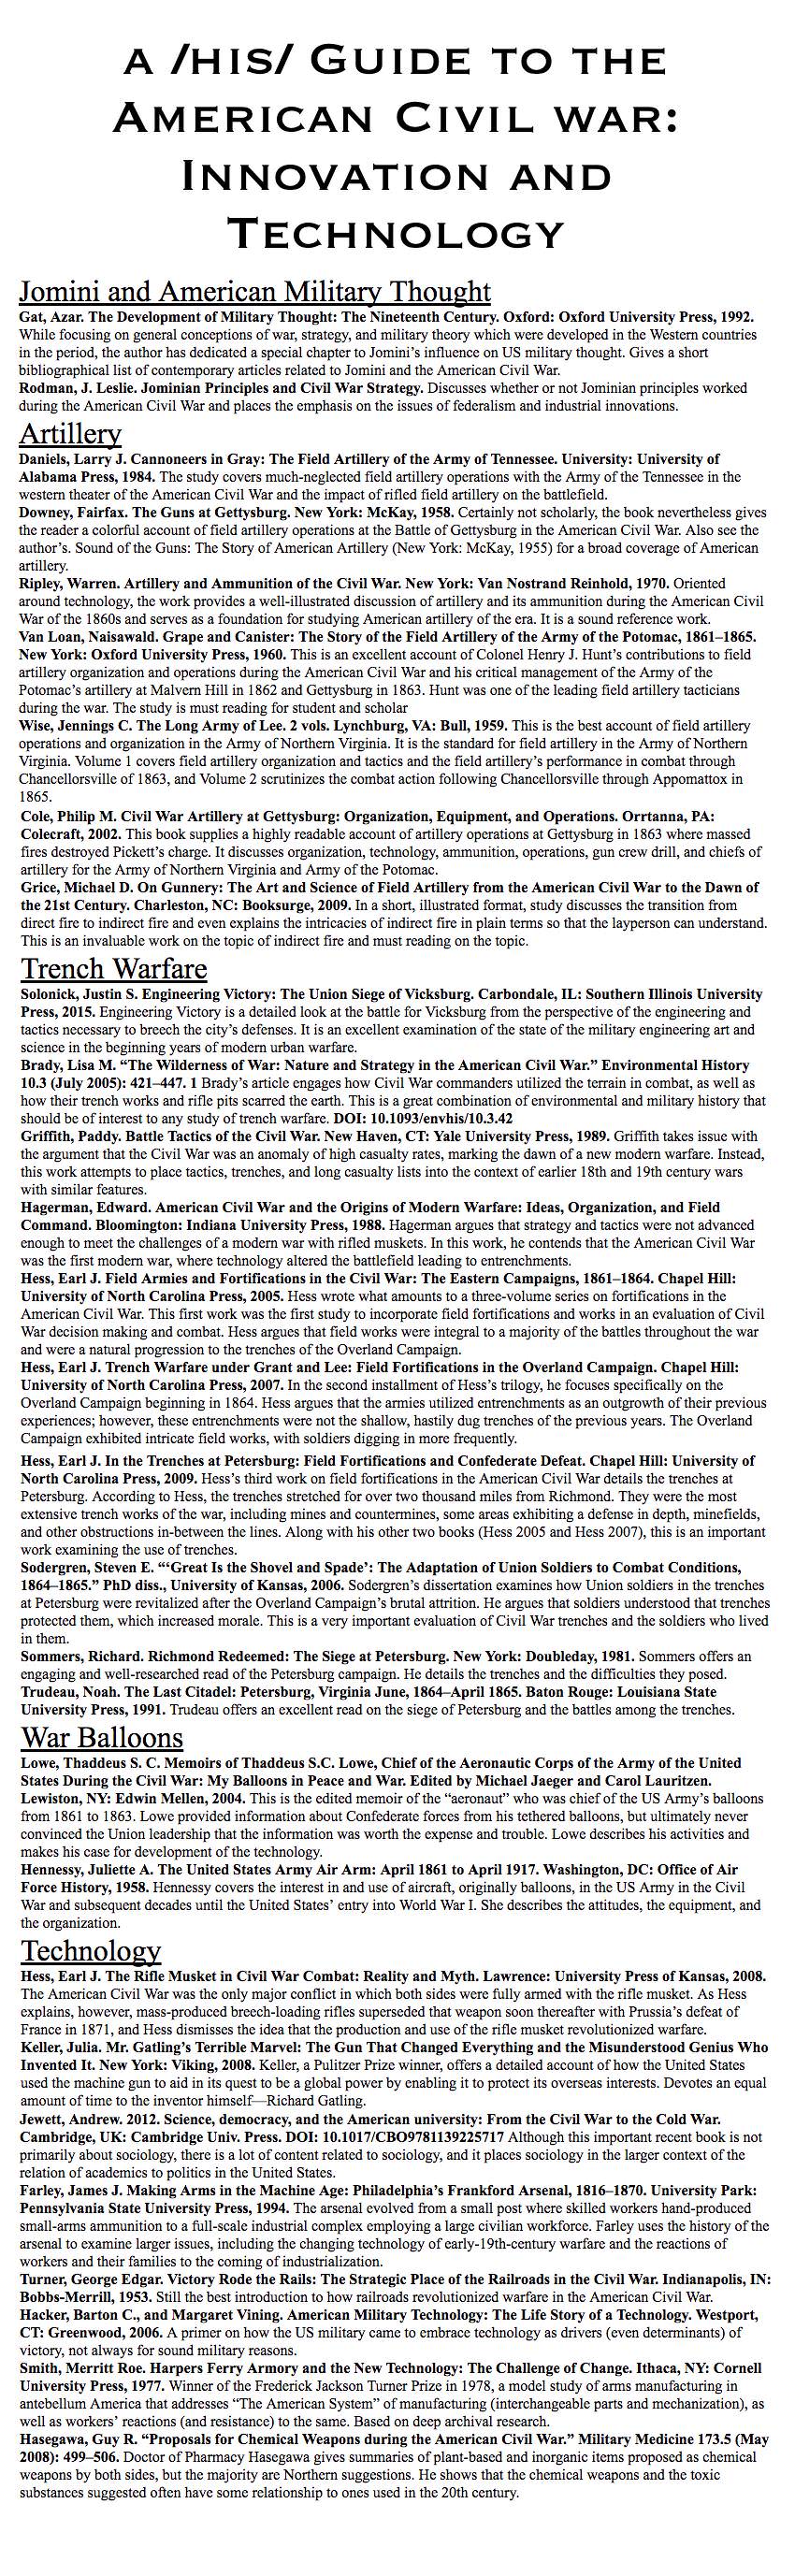 A /HIS/ GUIDE TO THE
AMERICAN CIVIL WAR:
INNOVATION AND
TECHNOLOGY
Jomini and American Military Thought
Gat, Azar. The Development of Military Thought: The Nineteenth Century. Oxford: Oxford University Press, 1992.
While focusing on general conceptions of war, strategy, and military theory which were developed in the Western countries
in the period, the author has dedicated a special chapter to Jomini's influence on US military thought. Gives a short
bibliographical list of contemporary articles related to Jomini and the American Civil War.
Rodman, J. Leslie. Jominian Principles and Civil War Strategy. Discusses whether or not Jominian principles worked
during the American Civil War and places the emphasis on the issues of federalism and industrial innovations.
Artillery
Daniels, Larry J. Cannoneers in Gray: The Field Artillery of the Army of Tennessee. University: University of
Alabama Press, 1984. The study covers much-neglected field artillery operations with the Army of the Tennessee in the
western theater of the American Civil War and the impact of rifled field artillery on the battlefield.
Downey, Fairfax. The Guns at Gettysburg. New York: McKay, 1958. Certainly not scholarly, the book nevertheless gives
the reader a colorful account of field artillery operations at the Battle of Gettysburg in the American Civil War. Also see the
author's. Sound of the Guns: The Story of American Artillery (New York: McKay, 1955) for a broad coverage of American
artillery.
Ripley, Warren. Artillery and Ammunition of the Civil War. New York: Van Nostrand Reinhold, 1970. Oriented
around technology, the work provides a well-illustrated discussion of artillery and its ammunition during the American Civil
War of the 1860s and serves as a foundation for studying American artillery of the era. It is a sound reference work.
Van Loan, Naisawald. Grape and Canister: The Story of the Field Artillery of the Army of the Potomac, 1861–1865.
New York: Oxford University Press, 1960. This is an excellent account of Colonel Henry J. Hunt's contributions to field
artillery organization and operations during the American Civil War and his critical management of the Army of the
Potomac's artillery at Malvern Hill in 1862 and Gettysburg in 1863. Hunt was one of the leading field artillery tacticians
during the war. The study is must reading for student and scholar
Wise, Jennings C. The Long Army of Lee. 2 vols. Lynchburg, VA: Bull, 1959. This is the best account of field artillery
operations and organization in the Army of Northern Virginia. It is the standard for field artillery in the Army of Northern
Virginia. Volume 1 covers field artillery organization and tactics and the field artillery's performance in combat through
Chancellorsville of 1863, and Volume 2 scrutinizes the combat action following Chancellorsville through Appomattox in
1865.
Cole, Philip M. Civil War Artillery at Gettysburg: Organization, Equipment, and Operations. Orrtanna, PA:
Colecraft, 2002. This book supplies a highly readable account of artillery operations at Gettysburg in 1863 where massed
fires destroyed Pickett's charge. It discusses organization, technology, ammunition, operations, gun crew drill, and chiefs of
artillery for the Army of Northern Virginia and Army of the Potomac.
Grice, Michael D. On Gunnery: The Art and Science of Field Artillery from the American Civil War to the Dawn of
the 21st Century. Charleston, NC: Booksurge, 2009. In a short, illustrated format, study discusses the transition from
direct fire to indirect fire and even explains the intricacies of indirect fire in plain terms so that the layperson can understand.
This is an invaluable work on the topic of indirect fire and must reading on the topic.
Trench Warfare
Solonick, Justin S. Engineering Victory: The Union Siege of Vicksburg. Carbondale, IL: Southern Illinois University
Press, 2015. Engineering Victory is a detailed look at the battle for Vicksburg from the perspective of the engineering and
tactics necessary to breech the city's defenses. It is an excellent examination of the state of the military engineering art and
science in the beginning years of modern urban warfare.
Brady, Lisa M. “The Wilderness of War: Nature and Strategy in the American Civil War.” Environmental History
10.3 (July 2005): 421–447. 1 Brady's article engages how Civil War commanders utilized the terrain in combat, as well as
how their trench works and rifle pits scarred the earth. This is a great combination of environmental and military history that
should be of interest to any study of trench warfare. DOI: 10.1093/envhis/10.3.42
Griffith, Paddy. Battle Tactics of the Civil War. New Haven, CT: Yale University Press, 1989. Griffith takes issue with
the argument that the Civil War was an anomaly of high casualty rates, marking the dawn of a new modern warfare. Instead,
this work attempts to place tactics, trenches, and long casualty lists into the context of earlier 18th and 19th century wars
with similar features.
Hagerman, Edward. American Civil War and the Origins of Modern Warfare: Ideas, Organization, and Field
Command. Bloomington: Indiana University Press, 1988. Hagerman argues that strategy and tactics were not advanced
enough to meet the challenges of a modern war with rifled muskets. In this work, he contends that the American Civil War
was the first modern war, where technology altered the battlefield leading to entrenchments.
Hess, Earl J. Field Armies and Fortifications in the Civil War: The Eastern Campaigns, 1861–1864. Chapel Hill:
University of North Carolina Press, 2005. Hess wrote what amounts to a three-volume series on fortifications in the
American Civil War. This first work was the first study to incorporate field fortifications and works in an evaluation of Civil
War decision making and combat. Hess argues that field works were integral to a majority of the battles throughout the war
and were a natural progression to the trenches of the Overland Campaign.
Hess, Earl J. Trench Warfare under Grant and Lee: Field Fortifications in the Overland Campaign. Chapel Hill:
University of North Carolina Press, 2007. In the second installment of Hess's trilogy, he focuses specifically on the
Overland Campaign beginning in 1864. Hess argues that the armies utilized entrenchments as an outgrowth of their previous
experiences; however, these entrenchments were not the shallow, hastily dug trenches of the previous years. The Overland
Campaign exhibited intricate field works, with soldiers digging in more frequently.
Hess, Earl J. In the Trenches at Petersburg: Field Fortifications and Confederate Defeat. Chapel Hill: University of
North Carolina Press, 2009. Hess's third work on field fortifications in the American Civil War details the trenches at
Petersburg. According to Hess, the trenches stretched for over two thousand miles from Richmond. They were the most
extensive trench works of the war, including mines and countermines, some areas exhibiting a defense in depth, minefields,
and other obstructions in-between the lines. Along with his other two books (Hess 2005 and Hess 2007), this is an important
work examining the use of trenches.
Sodergren, Steven E. “‘Great Is the Shovel and Spade’: The Adaptation of Union Soldiers to Combat Conditions,
1864–1865.” PhD diss., University of Kansas, 2006. Sodergren's dissertation examines how Union soldiers in the trenches
at Petersburg were revitalized after the Overland Campaign's brutal attrition. He argues that soldiers understood that trenches
protected them, which increased morale. This is a very important evaluation of Civil War trenches and the soldiers who lived
in them.
Sommers, Richard. Richmond Redeemed: The Siege at Petersburg. New York: Doubleday, 1981. Sommers offers an
engaging and well-researched read of the Petersburg campaign. He details the trenches and the difficulties they posed.
Trudeau, Noah. The Last Citadel: Petersburg, Virginia June, 1864–April 1865. Baton Rouge: Louisiana State
University Press, 1991. Trudeau offers an excellent read on the siege of Petersburg and the battles among the trenches.
War Balloons
Lowe, Thaddeus S. C. Memoirs of Thaddeus S.C. Lowe, Chief of the Aeronautic Corps of the Army of the United
States During the Civil War: My Balloons in Peace and War. Edited by Michael Jaeger and Carol Lauritzen.
Lewiston, NY: Edwin Mellen, 2004. This is the edited memoir of the “aeronaut” who was chief of the US Army's balloons
from 1861 to 1863. Lowe provided information about Confederate forces from his tethered balloons, but ultimately never
convinced the Union leadership that the information was worth the expense and trouble. Lowe describes his activities and
makes his case for development of the technology.
Hennessy, Juliette A. The United States Army Air Arm: April 1861 to April 1917. Washington, DC: Office of Air
Force History, 1958. Hennessy covers the interest in and use of aircraft, originally balloons, in the US Army in the Civil
War and subsequent decades until the United States' entry into World War I. She describes the attitudes, the equipment, and
the organization.
Technology
Hess, Earl J. The Rifle Musket in Civil War Combat: Reality and Myth. Lawrence: University Press of Kansas, 2008.
The American Civil War was the only major conflict in which both sides were fully armed with the rifle musket. As Hess
explains, however, mass-produced breech-loading rifles superseded that weapon soon thereafter with Prussia's defeat of
France in 1871, and Hess dismisses the idea that the production and use of the rifle musket revolutionized warfare.
Keller, Julia. Mr. Gatling's Terrible Marvel: The Gun That Changed Everything and the Misunderstood Genius Who
Invented It. New York: Viking, 2008. Keller, a Pulitzer Prize winner, offers a detailed account of how the United States
used the machine gun to aid in its quest to be a global power by enabling it to protect its overseas interests. Devotes an equal
amount of time to the inventor himself—Richard Gatling.
Jewett, Andrew. 2012. Science, democracy, and the American university: From the Civil War to the Cold War.
Cambridge, UK: Cambridge Univ. Press. DOI: 10.1017/CBO9781139225717 Although this important recent book is not
primarily about sociology, there is a lot of content related to sociology, and it places sociology in the larger context of the
relation of academics to politics in the United States.
Farley, James J. Making Arms in the Machine Age: Philadelphia's Frankford Arsenal, 1816–1870. University Park:
Pennsylvania State University Press, 1994. The arsenal evolved from a small post where skilled workers hand-produced
small-arms ammunition to a full-scale industrial complex employing a large civilian workforce. Farley uses the history of the
arsenal to examine larger issues, including the changing technology of early-19th-century warfare and the reactions of
workers and their families to the coming of industrialization.
Turner, George Edgar. Victory Rode the Rails: The Strategic Place of the Railroads in the Civil War. Indianapolis, IN:
Bobbs-Merrill, 1953. Still the best introduction to how railroads revolutionized warfare in the American Civil War.
Hacker, Barton C., and Margaret Vining. American Military Technology: The Life Story of a Technology. Westport,
CT: Greenwood, 2006. A primer on how the US military came to embrace technology as drivers (even determinants) of
victory, not always for sound military reasons.
Smith, Merritt Roe. Harpers Ferry Armory and the New Technology: The Challenge of Change. Ithaca, NY: Cornell
University Press, 1977. Winner of the Frederick Jackson Turner Prize in 1978, a model study of arms manufacturing in
antebellum America that addresses “The American System” of manufacturing (interchangeable parts and mechanization), as
well as workers' reactions (and resistance) to the same. Based on deep archival research.
Hasegawa, Guy R. “Proposals for Chemical Weapons during the American Civil War.” Military Medicine 173.5 (May
2008): 499–506. Doctor of Pharmacy Hasegawa gives summaries of plant-based and inorganic items proposed as chemical
weapons by both sides, but the majority are Northern suggestions. He shows that the chemical weapons and the toxic
substances suggested often have some relationship to ones used in the 20th century.